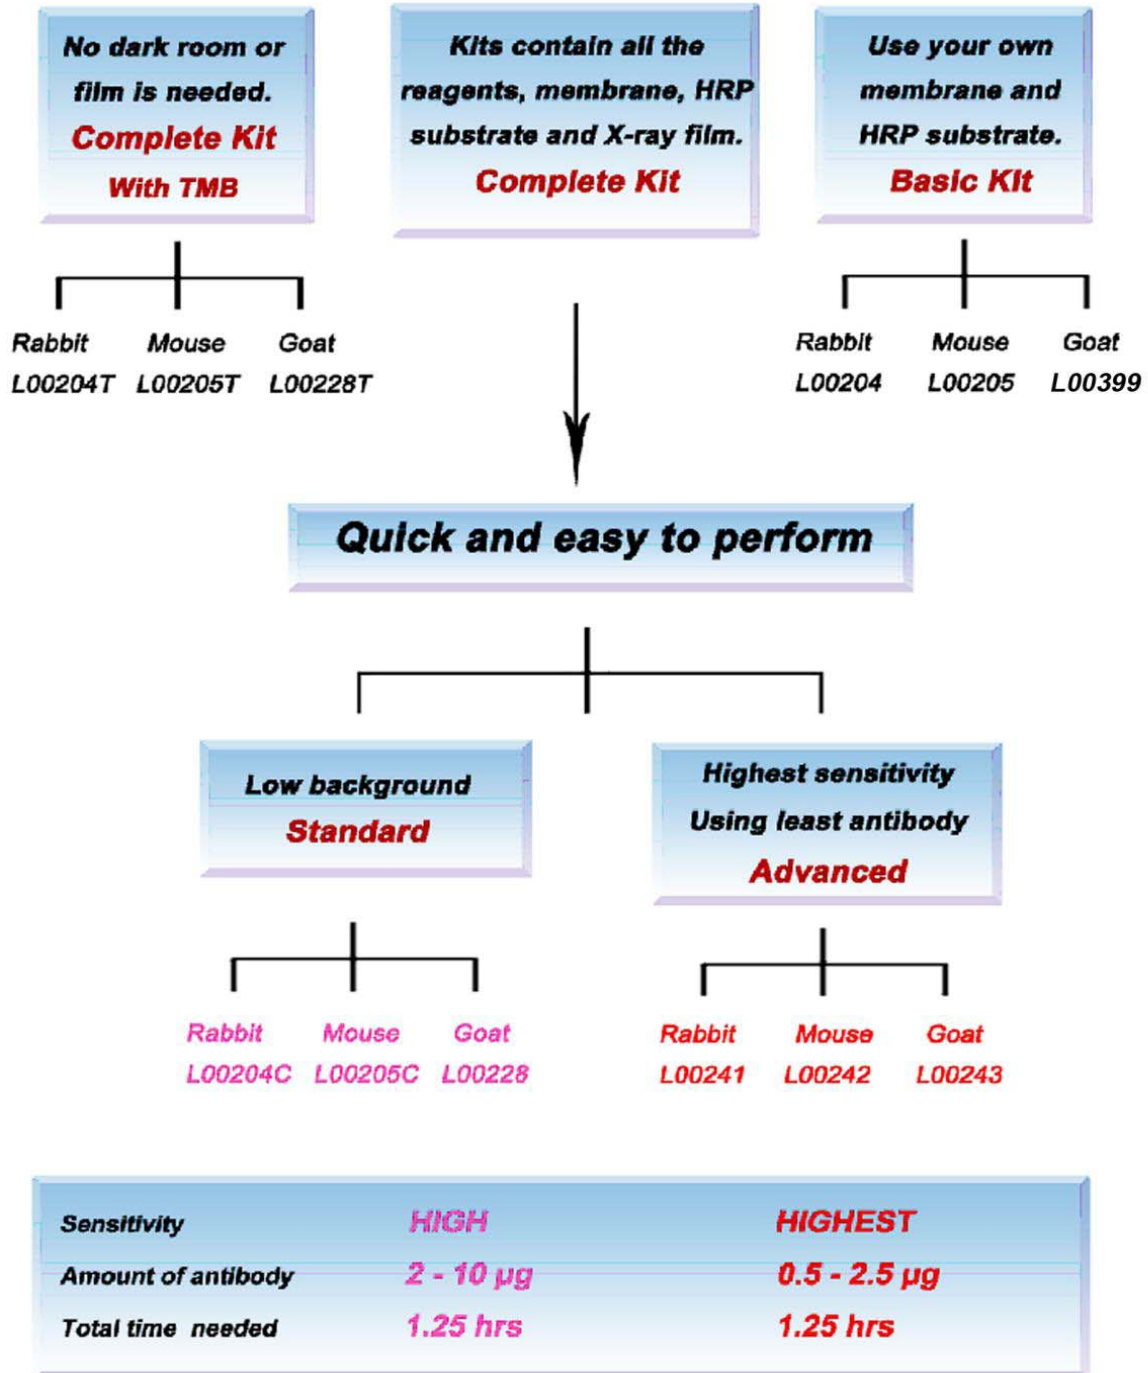 No dark room or
film is needed.
Complete Kit
With TMB
Kits contain all the
reagents, membrane, HRP
substrate and X-ray film.
Complete Kit
Use your own
membrane and
HRP substrate.
Basic Kit
Rabbit Mouse Goat
L00204T L00205T L00228T
Rabbit Mouse Goat
L00204 L00205 L00399
Quick and easy to perform
Low background
Standard
Highest sensitivity
Using least antibody
Advanced
Rabbit Mouse Goat
L00204C L00205C L00228
Rabbit Mouse Goat
L00241 L00242 L00243
Sensitivity HIGH HIGHEST
Amount of antibody 2 - 10 µg 0.5 - 2.5 µg
Total time needed 1.25 hrs 1.25 hrs